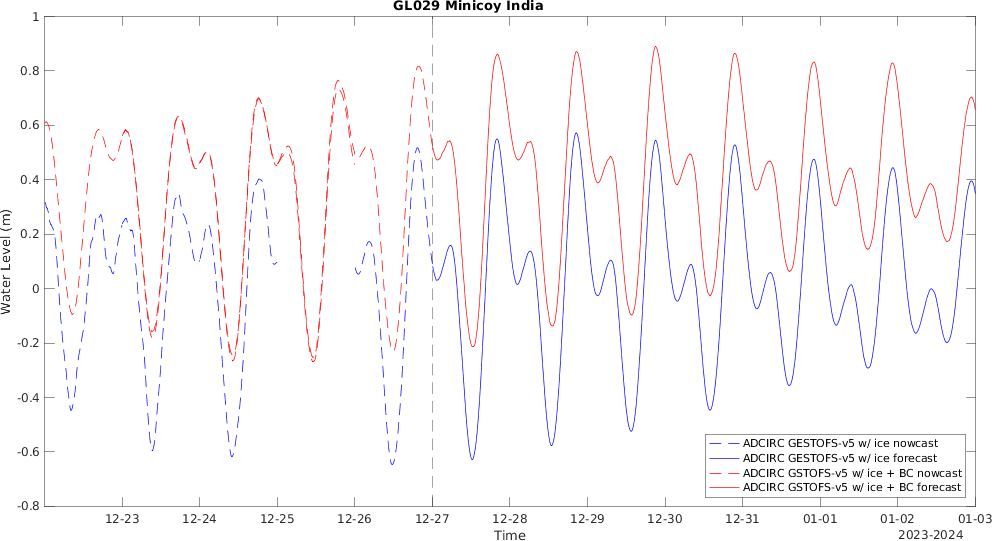 GL029 Minicoy India
1
0.8
0.6
0.4
0.2
0
-0.2
-0.4
-0.6
-0.8
Water Level (m)
ADCIRC GESTOFS-v5 w/ ice nowcast
ADCIRC GESTOFS-v5 w/ ice forecast
ADCIRC GSTOFS-v5 w/ ice + BC nowcast
ADCIRC GSTOFS-v5 w/ ice + BC forecast
12-23 12-24 12-25 12-26 12-27 12-28 12-29 12-30 12-31 01-01 01-02 01-03
Time
2023-2024